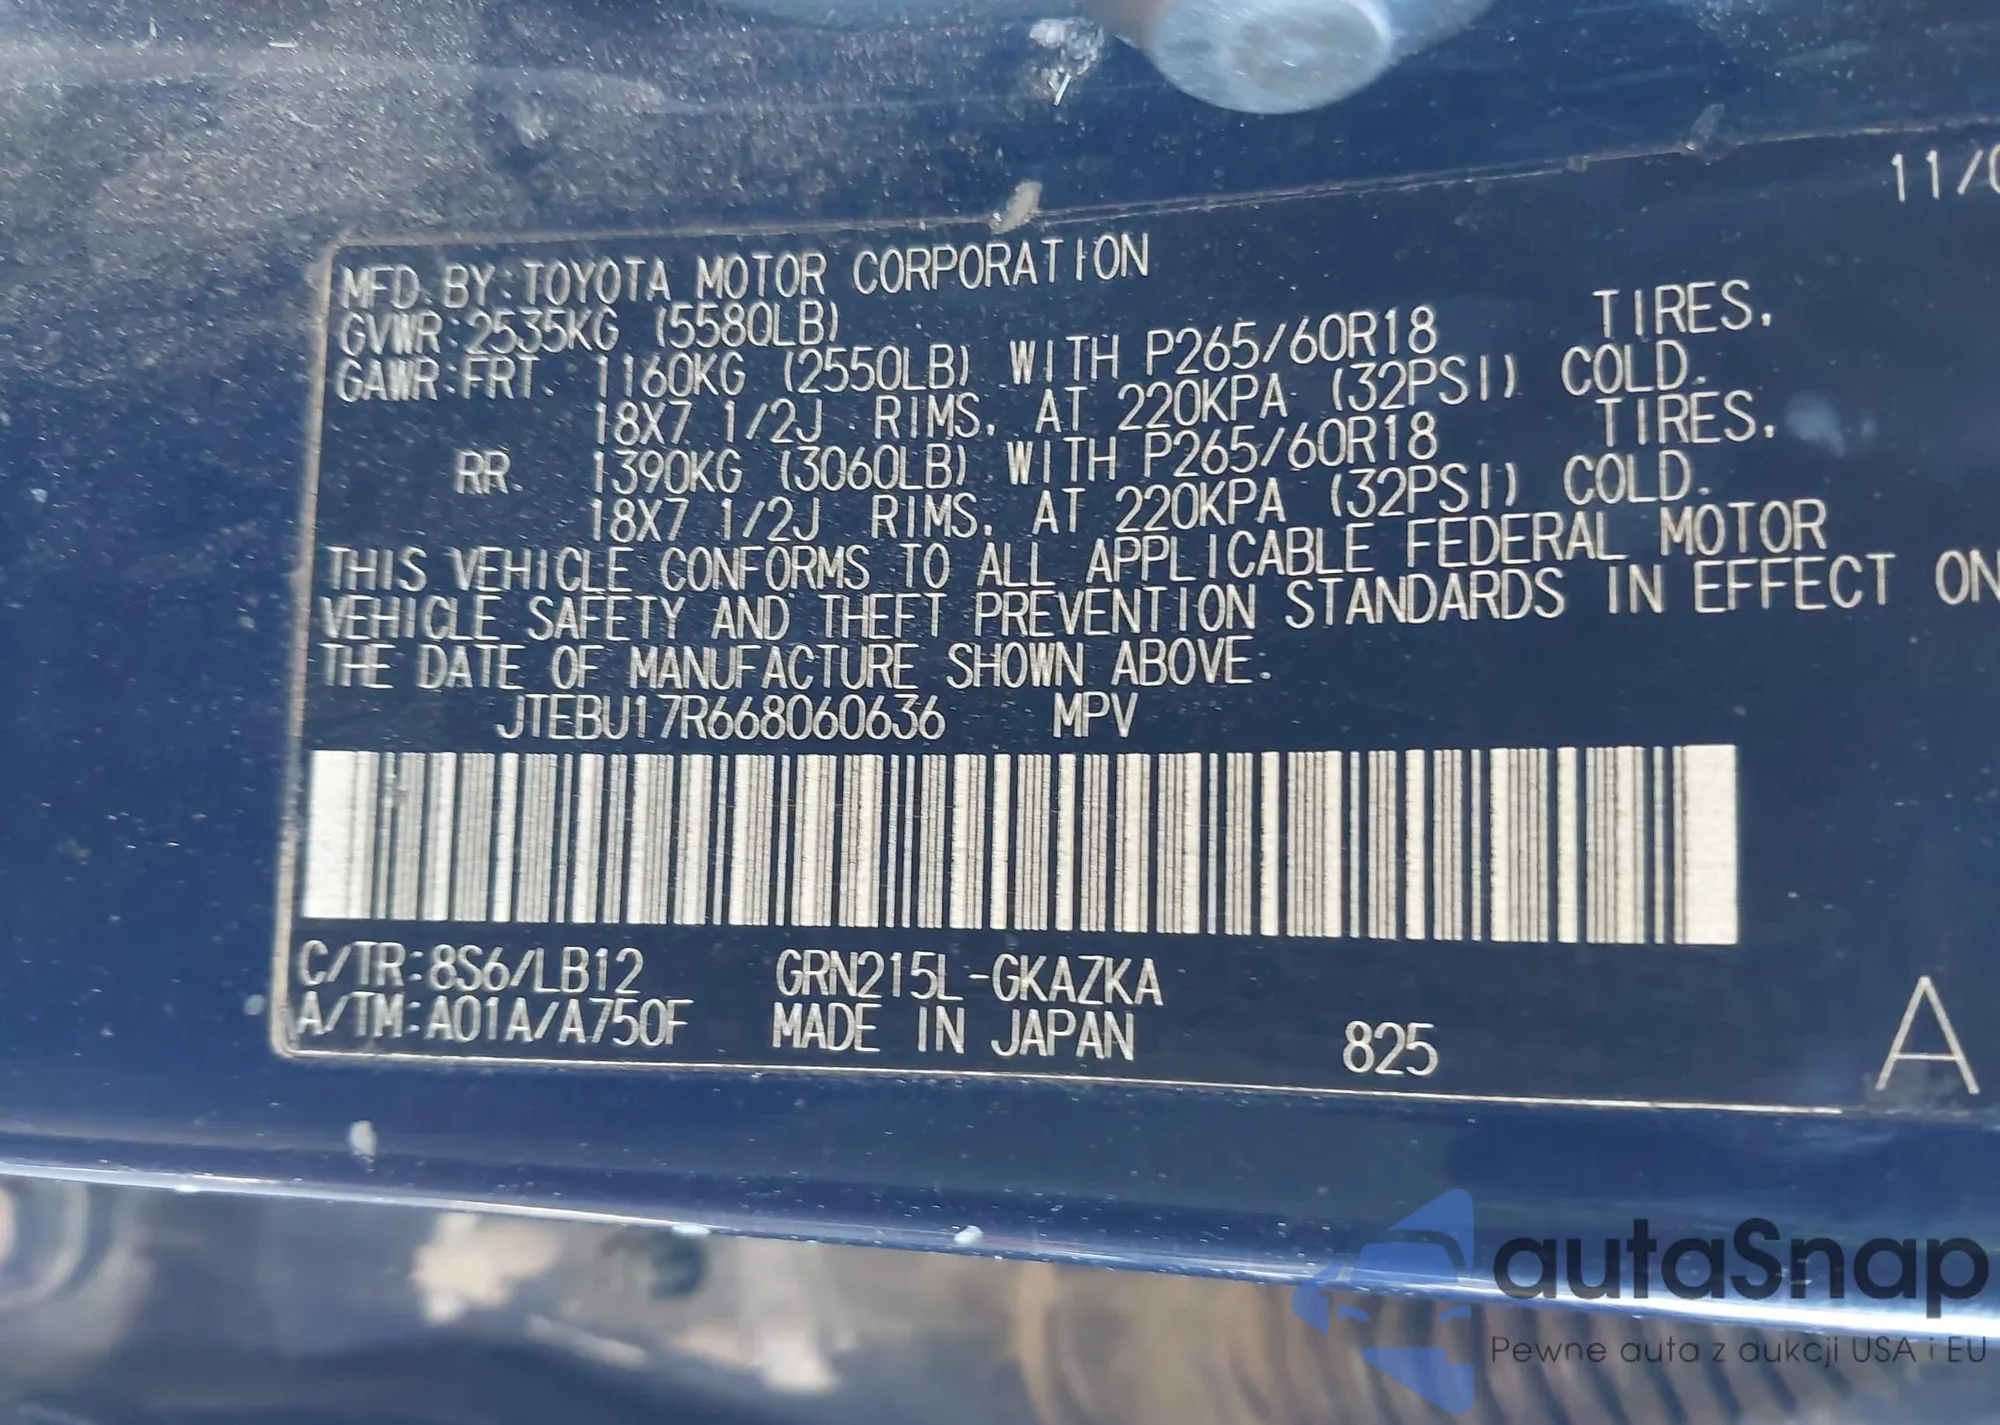 11/0
MFD. BY:TOYOTA MOTOR CORPORATION
GVWR:2535KG (5580LB)
GAWR:FRT. 1160KG (2550LB) WITH P265/60R18 TIRES,
18X7 1/2J RIMS, AT 220KPA (32PSI) COLD.
RR. 1390KG (3060LB) WITH P265/60R18 TIRES,
18X7 1/2J RIMS, AT 220KPA (32PSI) COLD.
THIS VEHICLE CONFORMS TO ALL APPLICABLE FEDERAL MOTOR
VEHICLE SAFETY AND THEFT PREVENTION STANDARDS IN EFFECT ON
THE DATE OF MANUFACTURE SHOWN ABOVE.
JTEBU17R668060636 MPV
C/TR:8S6/LB12 GRN215L-GKAZKA
A/TM:A01A/A750F MADE IN JAPAN 825 A
autaSnap
Pewne auta z aukcji USA i EU